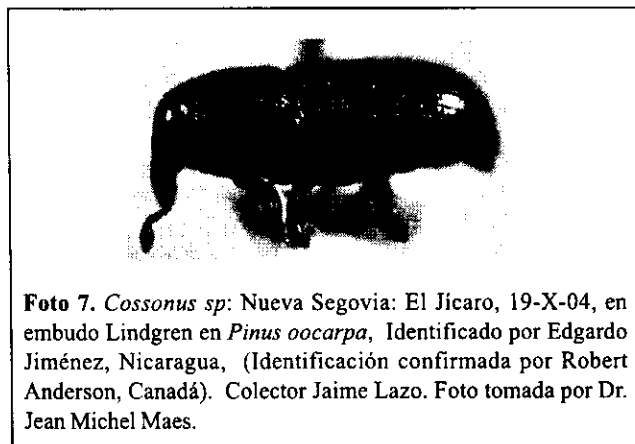 Foto 7. Cossonus sp: Nueva Segovia: El Jícaro, 19-X-04, en
embudo Lindgren en Pinus oocarpa, Identificado por Edgardo
Jiménez, Nicaragua, (Identificación confirmada por Robert
Anderson, Canadá). Colector Jaime Lazo. Foto tomada por Dr.
Jean Michel Maes.